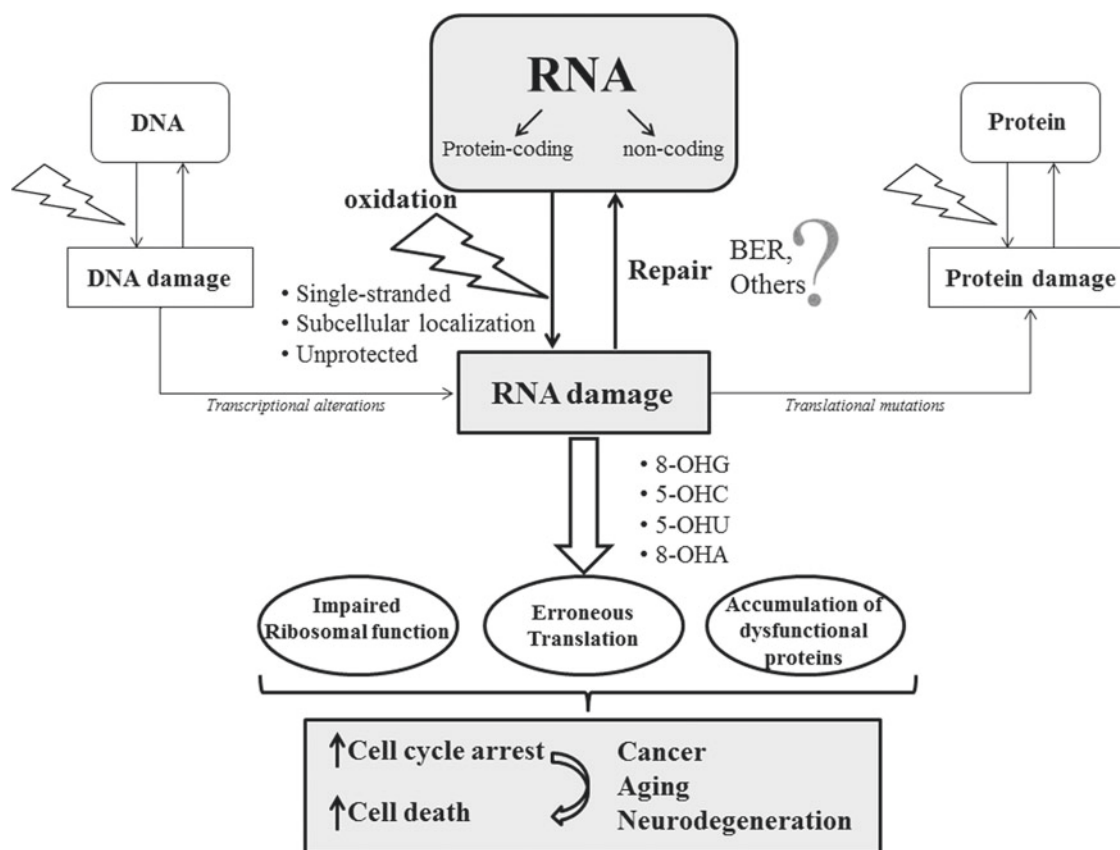 RNA
Protein-coding
non-coding
DNA
DNA damage
Protein
Protein damage
oxidation
• Single-stranded
• Subcellular localization
• Unprotected
Repair
BER,
Others
?
RNA damage
Transcriptional alterations
Translational mutations
• 8-OHG
• 5-OHC
• 5-OHU
• 8-OHA
Impaired
Ribosomal function
Erroneous
Translation
Accumulation of
dysfunctional
proteins
↑Cell cycle arrest
↑Cell death
Cancer
Aging
Neurodegeneration